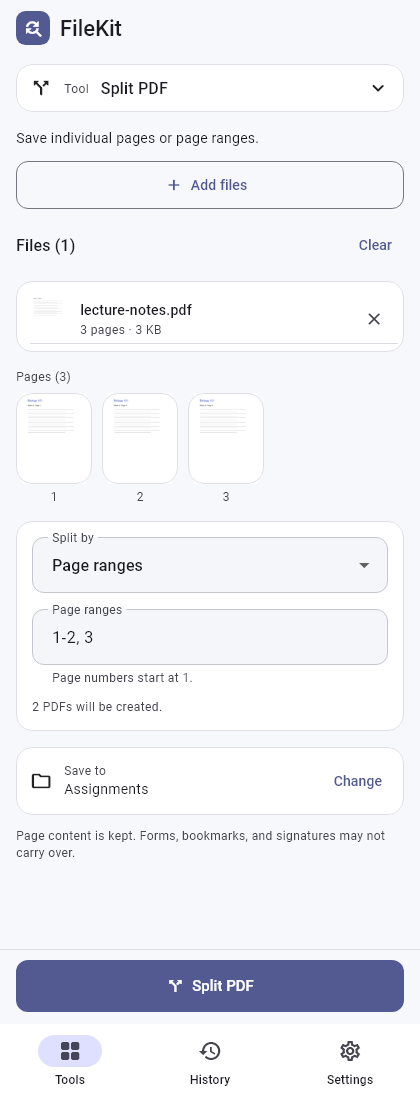 FileKit
Tool Split PDF
Save individual pages or page ranges.
Add files
Files (1)
Clear
lecture-notes.pdf
3 pages · 3 KB
Pages (3)
1
2
3
Split by
Page ranges
Page ranges
1-2, 3
Page numbers start at 1.
2 PDFs will be created.
Save to
Assignments
Change
Page content is kept. Forms, bookmarks, and signatures may not
carry over.
Split PDF
Tools
History
Settings